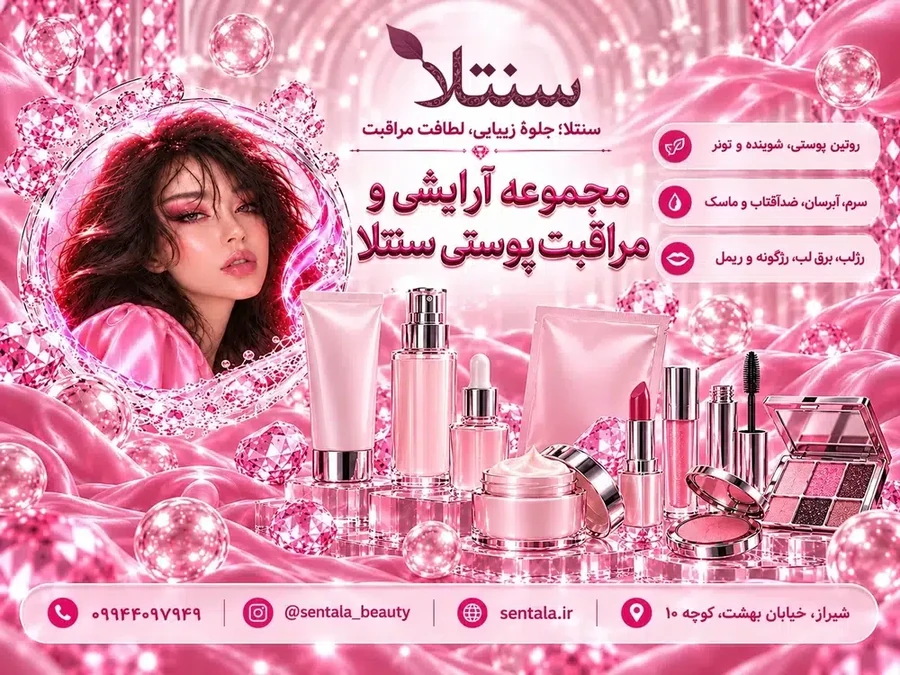 سنتلا
سنتلا؛ جلوهٔ زیبایی، لطافت مراقبت
مجموعه آرایشی و
مراقبت پوستی سنتلا
روتین پوستی، شوینده و تونر
سرم، آبرسان، ضدآفتاب و ماسک
رژلب، برق لب، رژگونه و ریمل
۰۹۹۴۴۰۹۷۹۴۹
@sentala_beauty
sentala.ir
شیراز، خیابان بهشت، کوچه ۱۰